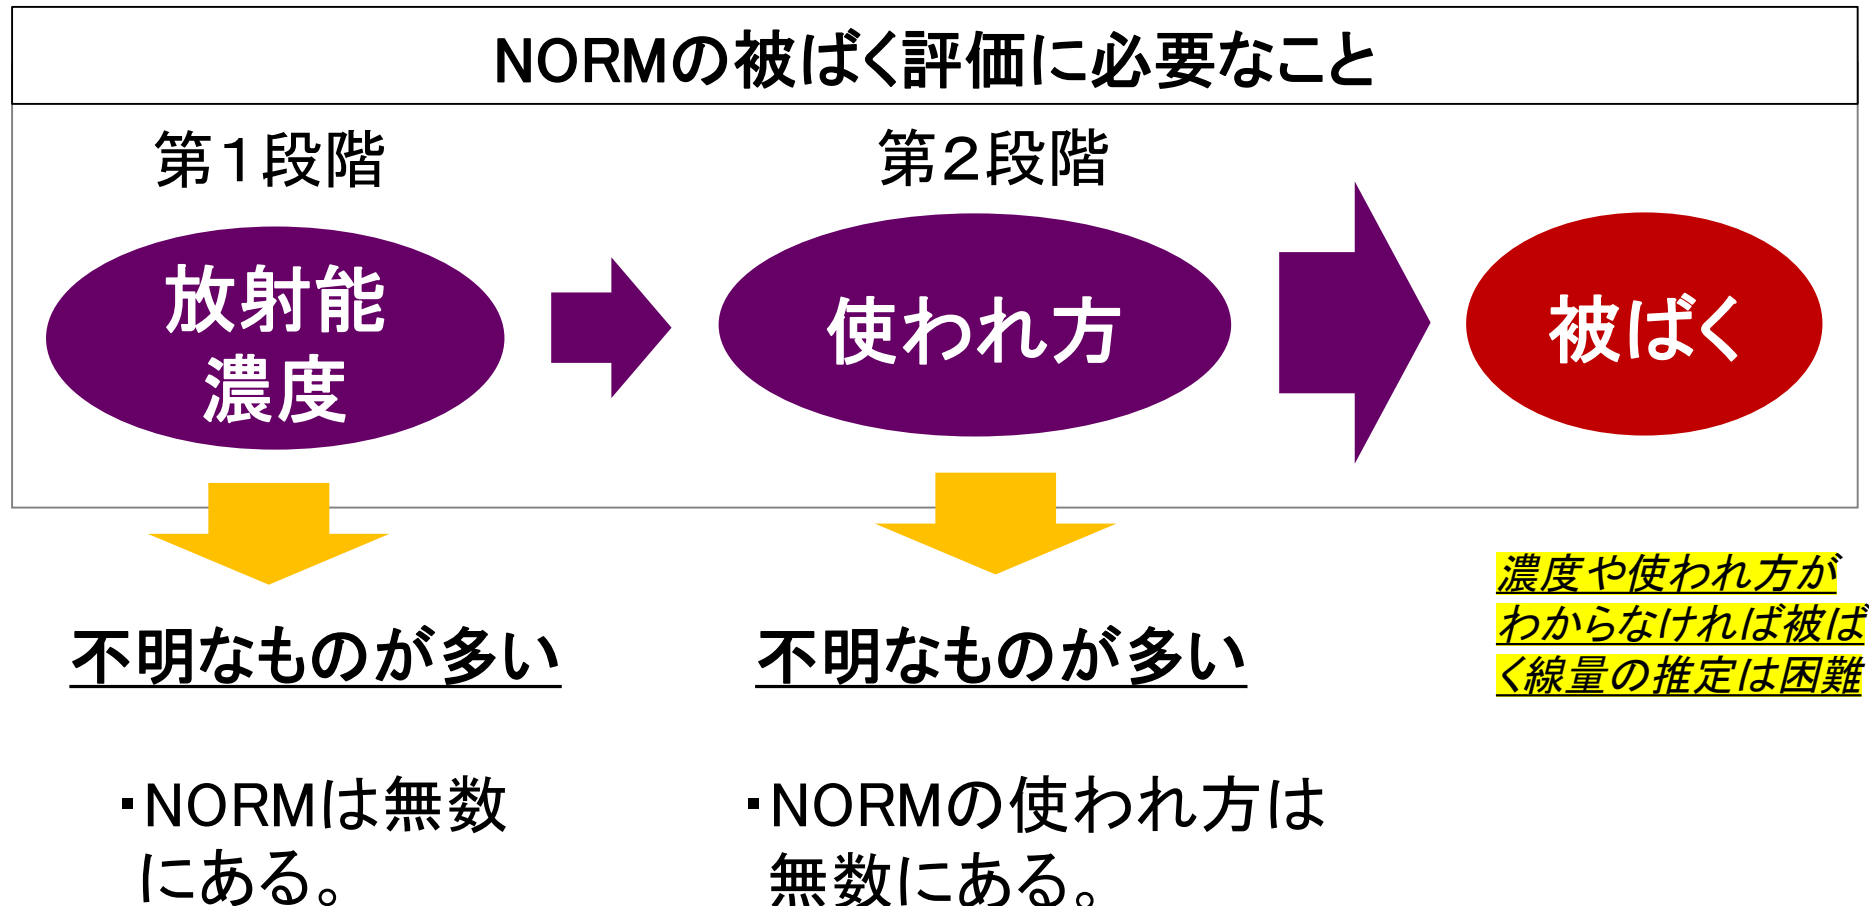 NORMの被ばく評価に必要なこと
第１段階
第２段階
放射能
濃度
使われ方
被ばく
不明なものが多い
不明なものが多い
濃度や使われ方が
わからなければ被ば
く線量の推定は困難
・NORMは無数
にある。
・NORMの使われ方は
無数にある。